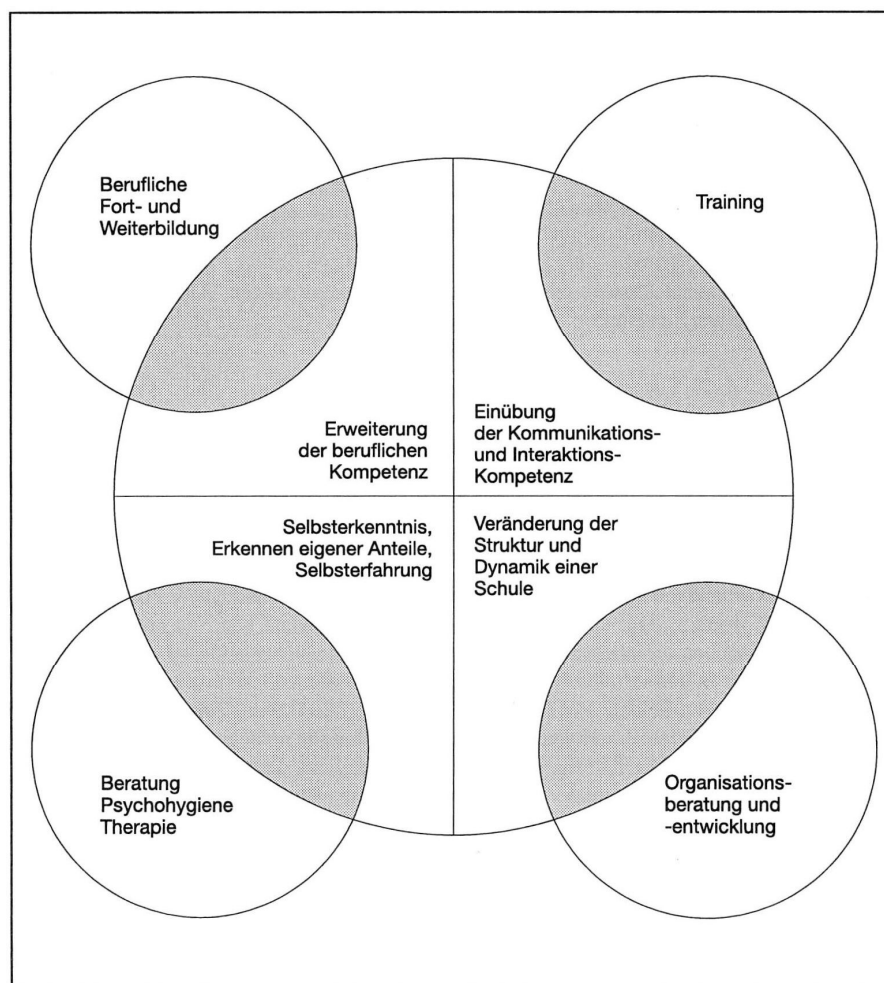 Berufliche
Fort- und
Weiterbildung
Training
Erweiterung
der beruflichen
Kompetenz
Einübung
der Kommunikations-
und Interaktions-
Kompetenz
Selbsterkenntnis,
Erkennen eigener Anteile,
Selbsterfahrung
Veränderung der
Struktur und
Dynamik einer
Schule
Beratung
Psychohygiene
Therapie
Organisations-
beratung und
-entwicklung